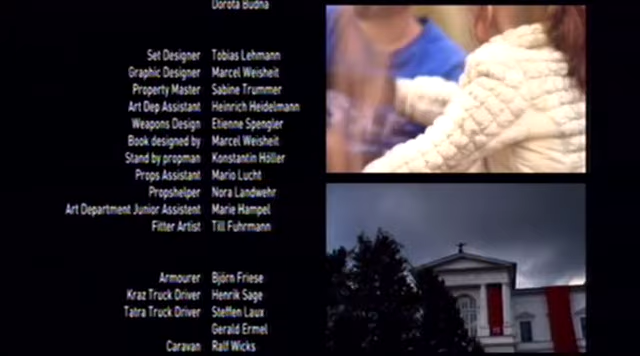 Dorota Budna
Set Designer Tobias Lehmann
Graphic Designer Marcel Weisheit
Property Master Sabine Trummer
Art Dep Assistant Heinrich Heidelmann
Weapons Design Etienne Spengler
Book designed by Marcel Weisheit
Stand by propman Konstantin Höller
Props Assistant Mario Lucht
Propshelper Nora Landwehr
Art Department Junior Assistent Marie Hampel
Fitter Artist Till Fuhrmann
Armourer Björn Friese
Kraz Truck Driver Henrik Sage
Tatra Truck Driver Steffen Laux
Gerald Ermel
Caravan Ralf Wicks